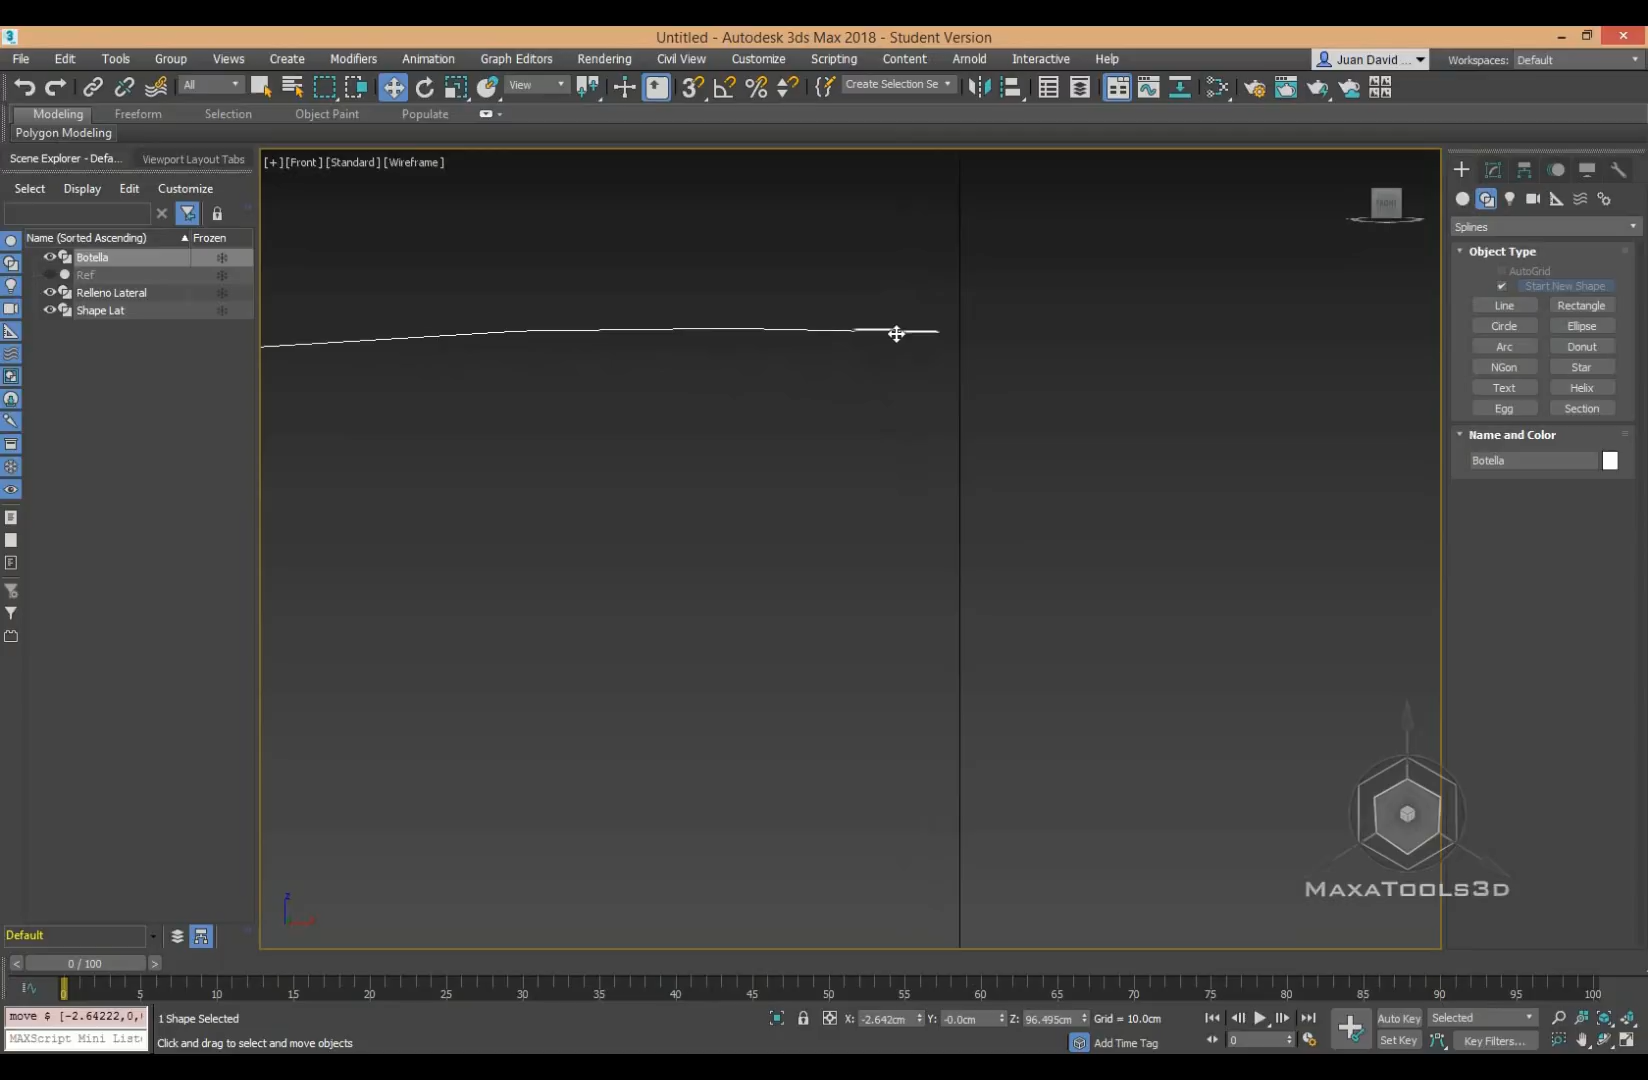 Untitled - Autodesk 3ds Max 2018 - Student Version
File Edit Tools Group Views Create Modifiers Animation Graph Editors Rendering Civil View Customize Scripting Content Arnold Interactive Help Juan David ... Workspaces: Default
All View Create Selection Se
Modeling Freeform Selection Object Paint Populate
Polygon Modeling
Scene Explorer - Defa... Viewport Layout Tabs
[+] [Front] [Standard] [Wireframe]
Select Display Edit Customize
FRONT
Splines
Name (Sorted Ascending) Frozen
Object Type
Botella
AutoGrid
Ref
Start New Shape
Relleno Lateral
Line Rectangle
Shape Lat
Circle Ellipse
Arc Donut
NGon Star
Text Helix
Egg Section
Name and Color
Botella
MaxaTools3D
z
Default
< 0 / 100 >
0 5 10 15 20 25 30 35 40 45 50 55 60 65 70 75 80 85 90 95 100
move $ [-2.64222,0,
1 Shape Selected
X: -2.642cm Y: -0.0cm Z: 96.495cm Grid = 10.0cm
Auto Key Selected
MAXScript Mini List
Click and drag to select and move objects
Add Time Tag
0
Set Key Key Filters...